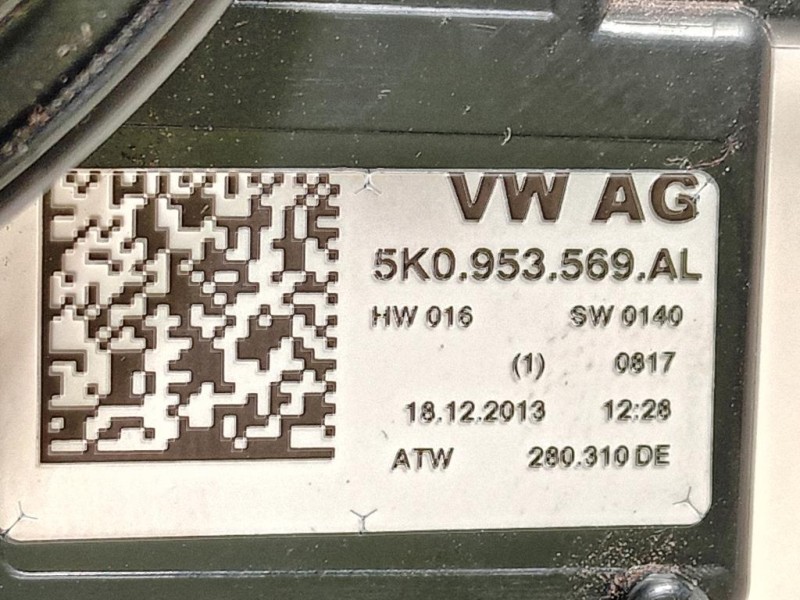 VW AG
5K0.953.569.AL
HW 016 SW 0140
(1) 0817
18.12.2013 12:28
ATW 280.310 DE